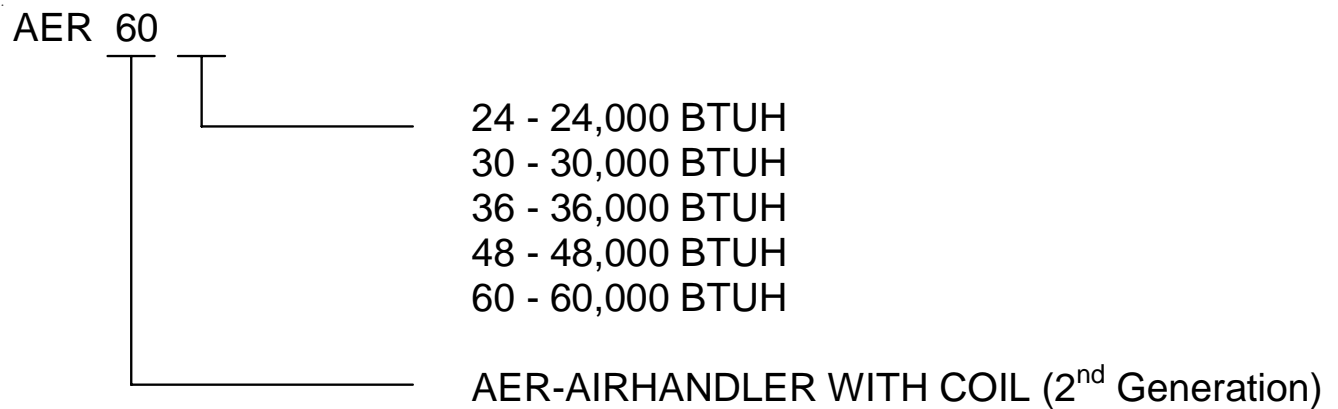 AER 60
24 - 24,000 BTUH
30 - 30,000 BTUH
36 - 36,000 BTUH
48 - 48,000 BTUH
60 - 60,000 BTUH
AER-AIRHANDLER WITH COIL (2nd Generation)